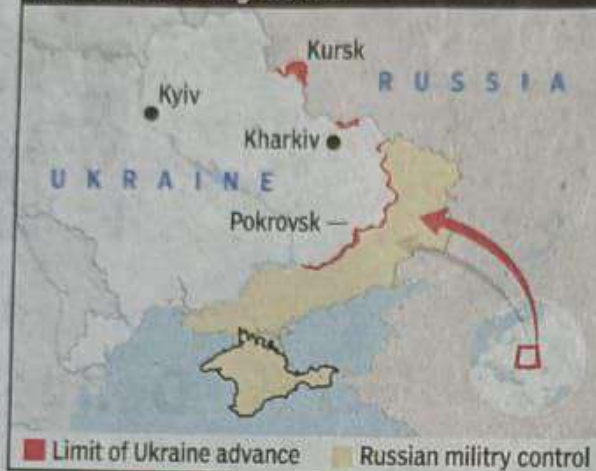 Kursk
RUSSIA
Kyiv
Kharkiv
UKRAINE
Pokrovsk
Limit of Ukraine advance
Russian militry control